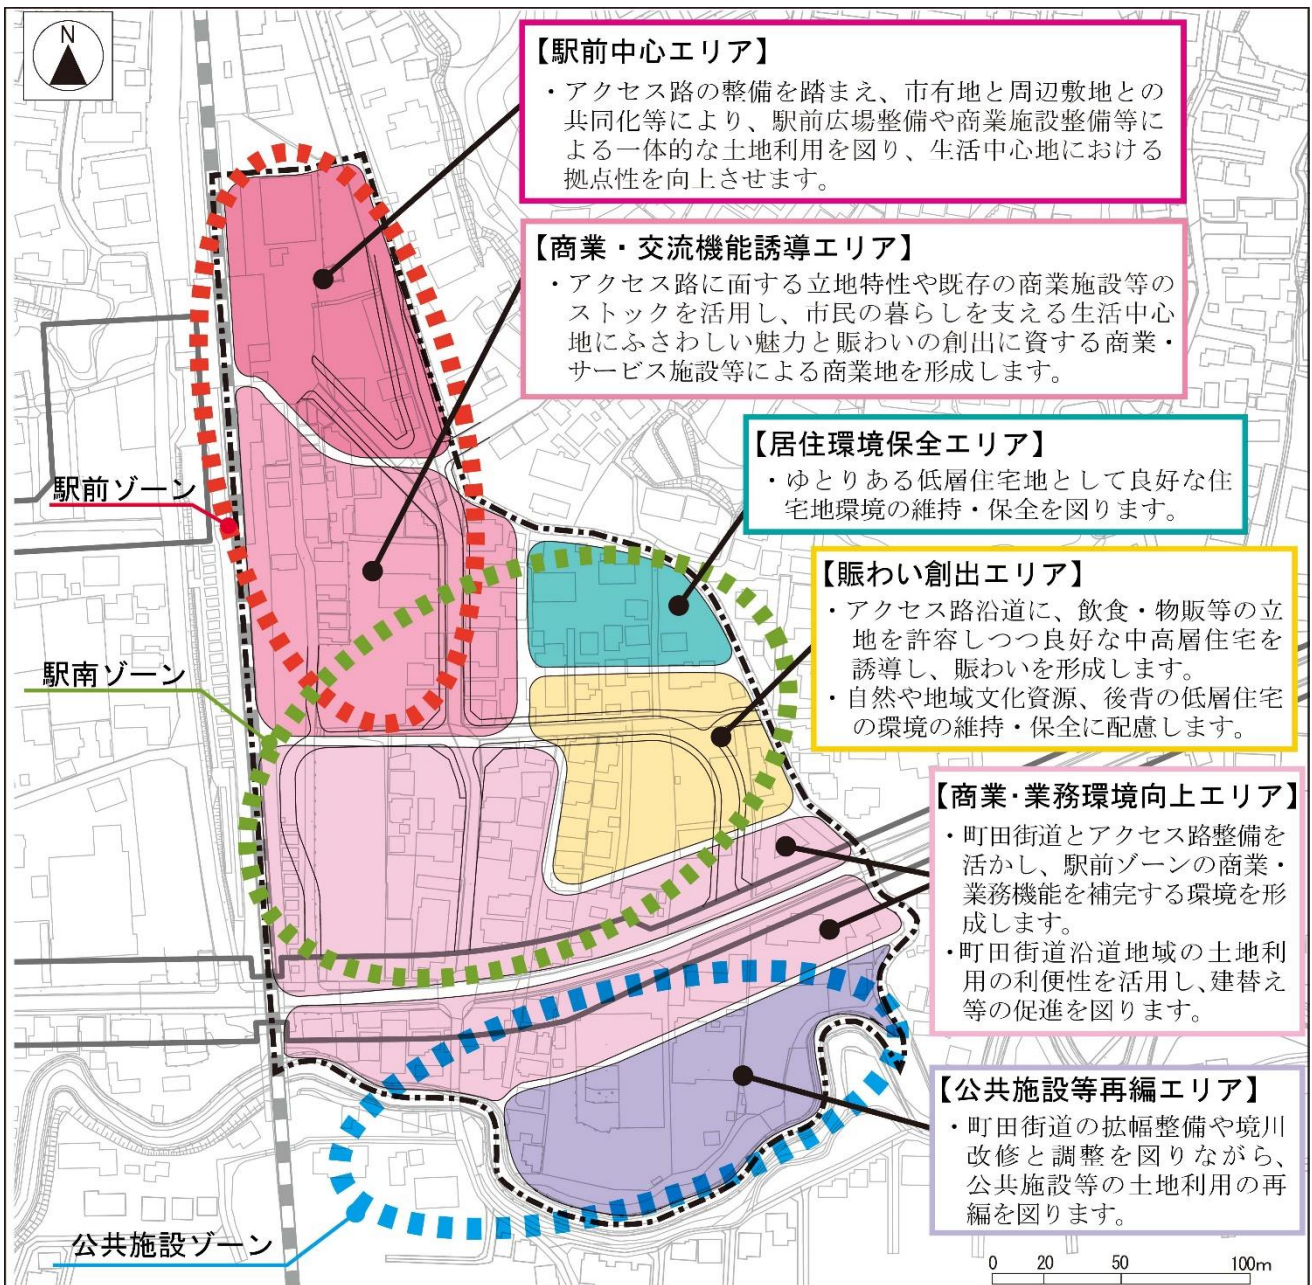 N
【駅前中心エリア】
・アクセス路の整備を踏まえ、市有地と周辺敷地との
共同化等により、駅前広場整備や商業施設整備等に
よる一体的な土地利用を図り、生活中心地における
拠点性を向上させます。
【商業・交流機能誘導エリア】
・アクセス路に面する立地特性や既存の商業施設等の
ストックを活用し、市民の暮らしを支える生活中心
地にふさわしい魅力と賑わいの創出に資する商業・
サービス施設等による商業地を形成します。
【居住環境保全エリア】
・ゆとりある低層住宅地として良好な住
宅地環境の維持・保全を図ります。
駅前ゾーン
【賑わい創出エリア】
・アクセス路沿道に、飲食・物販等の立
地を許容しつつ良好な中高層住宅を
誘導し、賑わいを形成します。
・自然や地域文化資源、後背の低層住宅
の環境の維持・保全に配慮します。
駅南ゾーン
【商業・業務環境向上エリア】
・町田街道とアクセス路整備を
活かし、駅前ゾーンの商業・
業務機能を補完する環境を形
成します。
・町田街道沿道地域の土地利
用の利便性を活用し、建替え
等の促進を図ります。
【公共施設等再編エリア】
・町田街道の拡幅整備や境川
改修と調整を図りながら、
公共施設等の土地利用の再
編を図ります。
公共施設ゾーン
0 20 50 100m